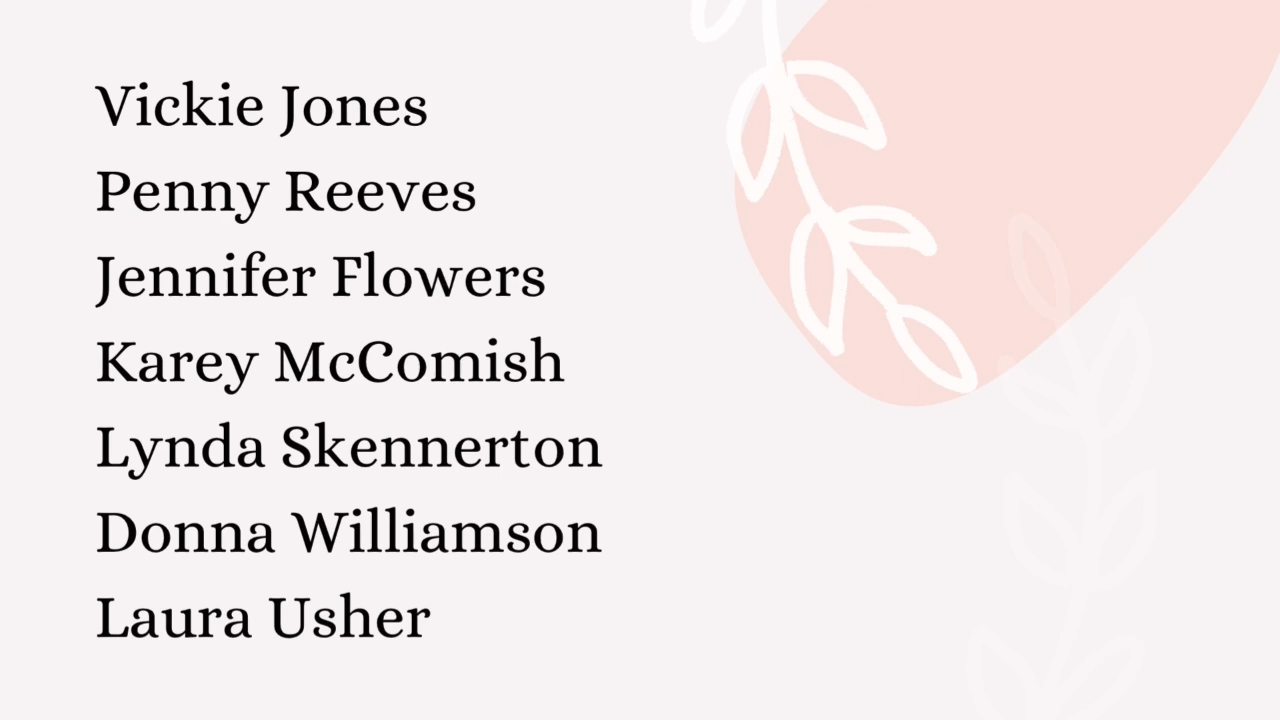 Vickie Jones
Penny Reeves
Jennifer Flowers
Karey McComish
Lynda Skennerton
Donna Williamson
Laura Usher